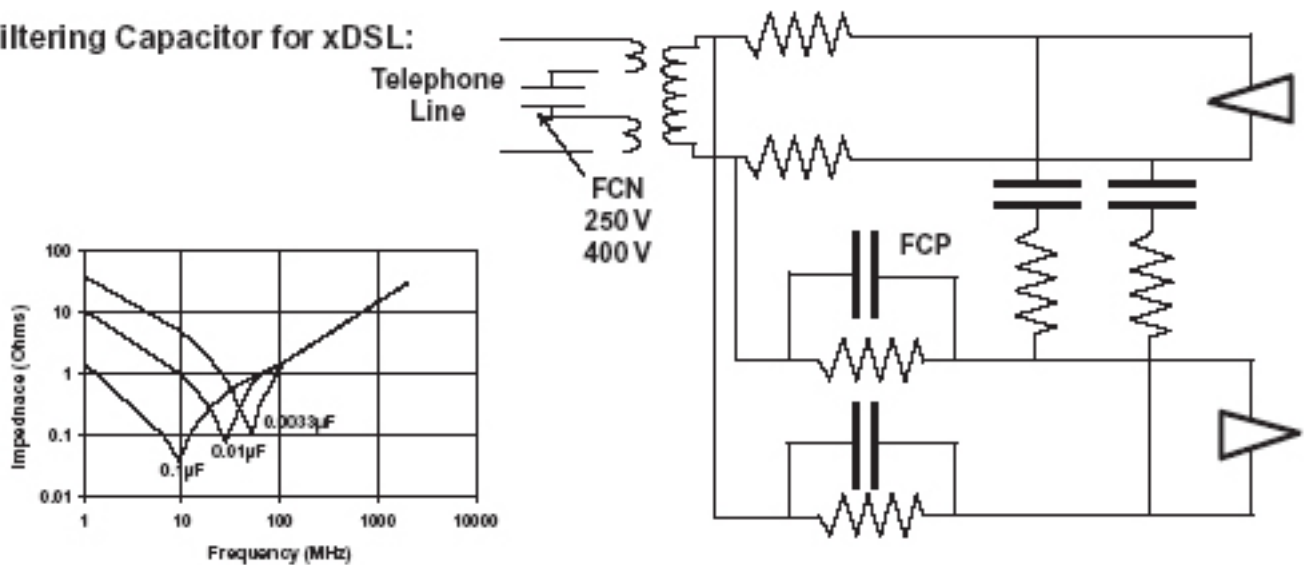 iltering Capacitor for xDSL:
Telephone
Line
FCN
250 V
400 V
FCP
100
10
1
0.1
0.01
Impednace (Ohms)
0.0033µF
0.01µF
0.1µF
1
10
100
1000
10000
Frequency (MHz)